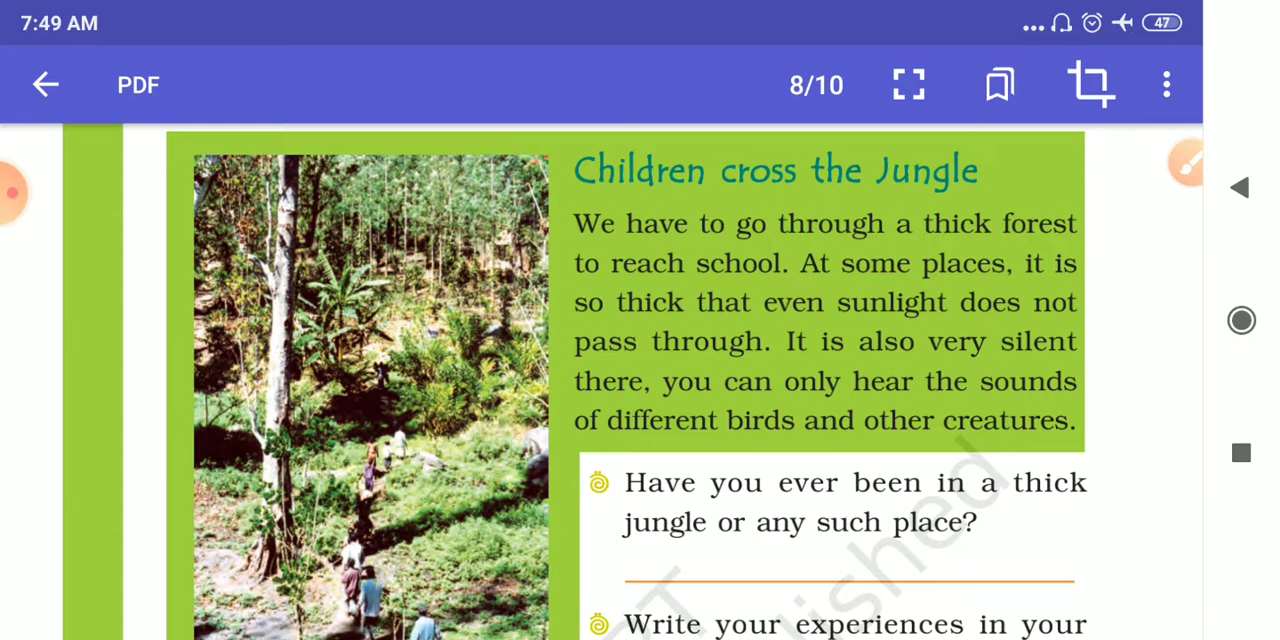 7:49 AM
47
PDF
8/10
Children cross the Jungle
We have to go through a thick forest
to reach school. At some places, it is
so thick that even sunlight does not
pass through. It is also very silent
there, you can only hear the sounds
of different birds and other creatures.
Have you ever been in a thick
jungle or any such place?
Write your experiences in your